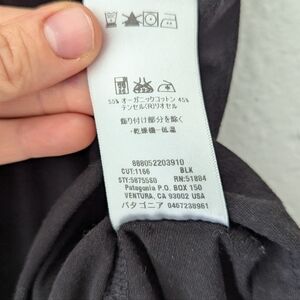 55% オーガニックコットン 45%
テンセル(R)リオセル
飾り付け部分を除く
・乾燥機-低温
888052203910
CUT:1166 BLK
STY:58755S0 RN:51884
Patagonia P.O. BOX 150
VENTURA, CA 93002 USA
パタゴニア 0467238961